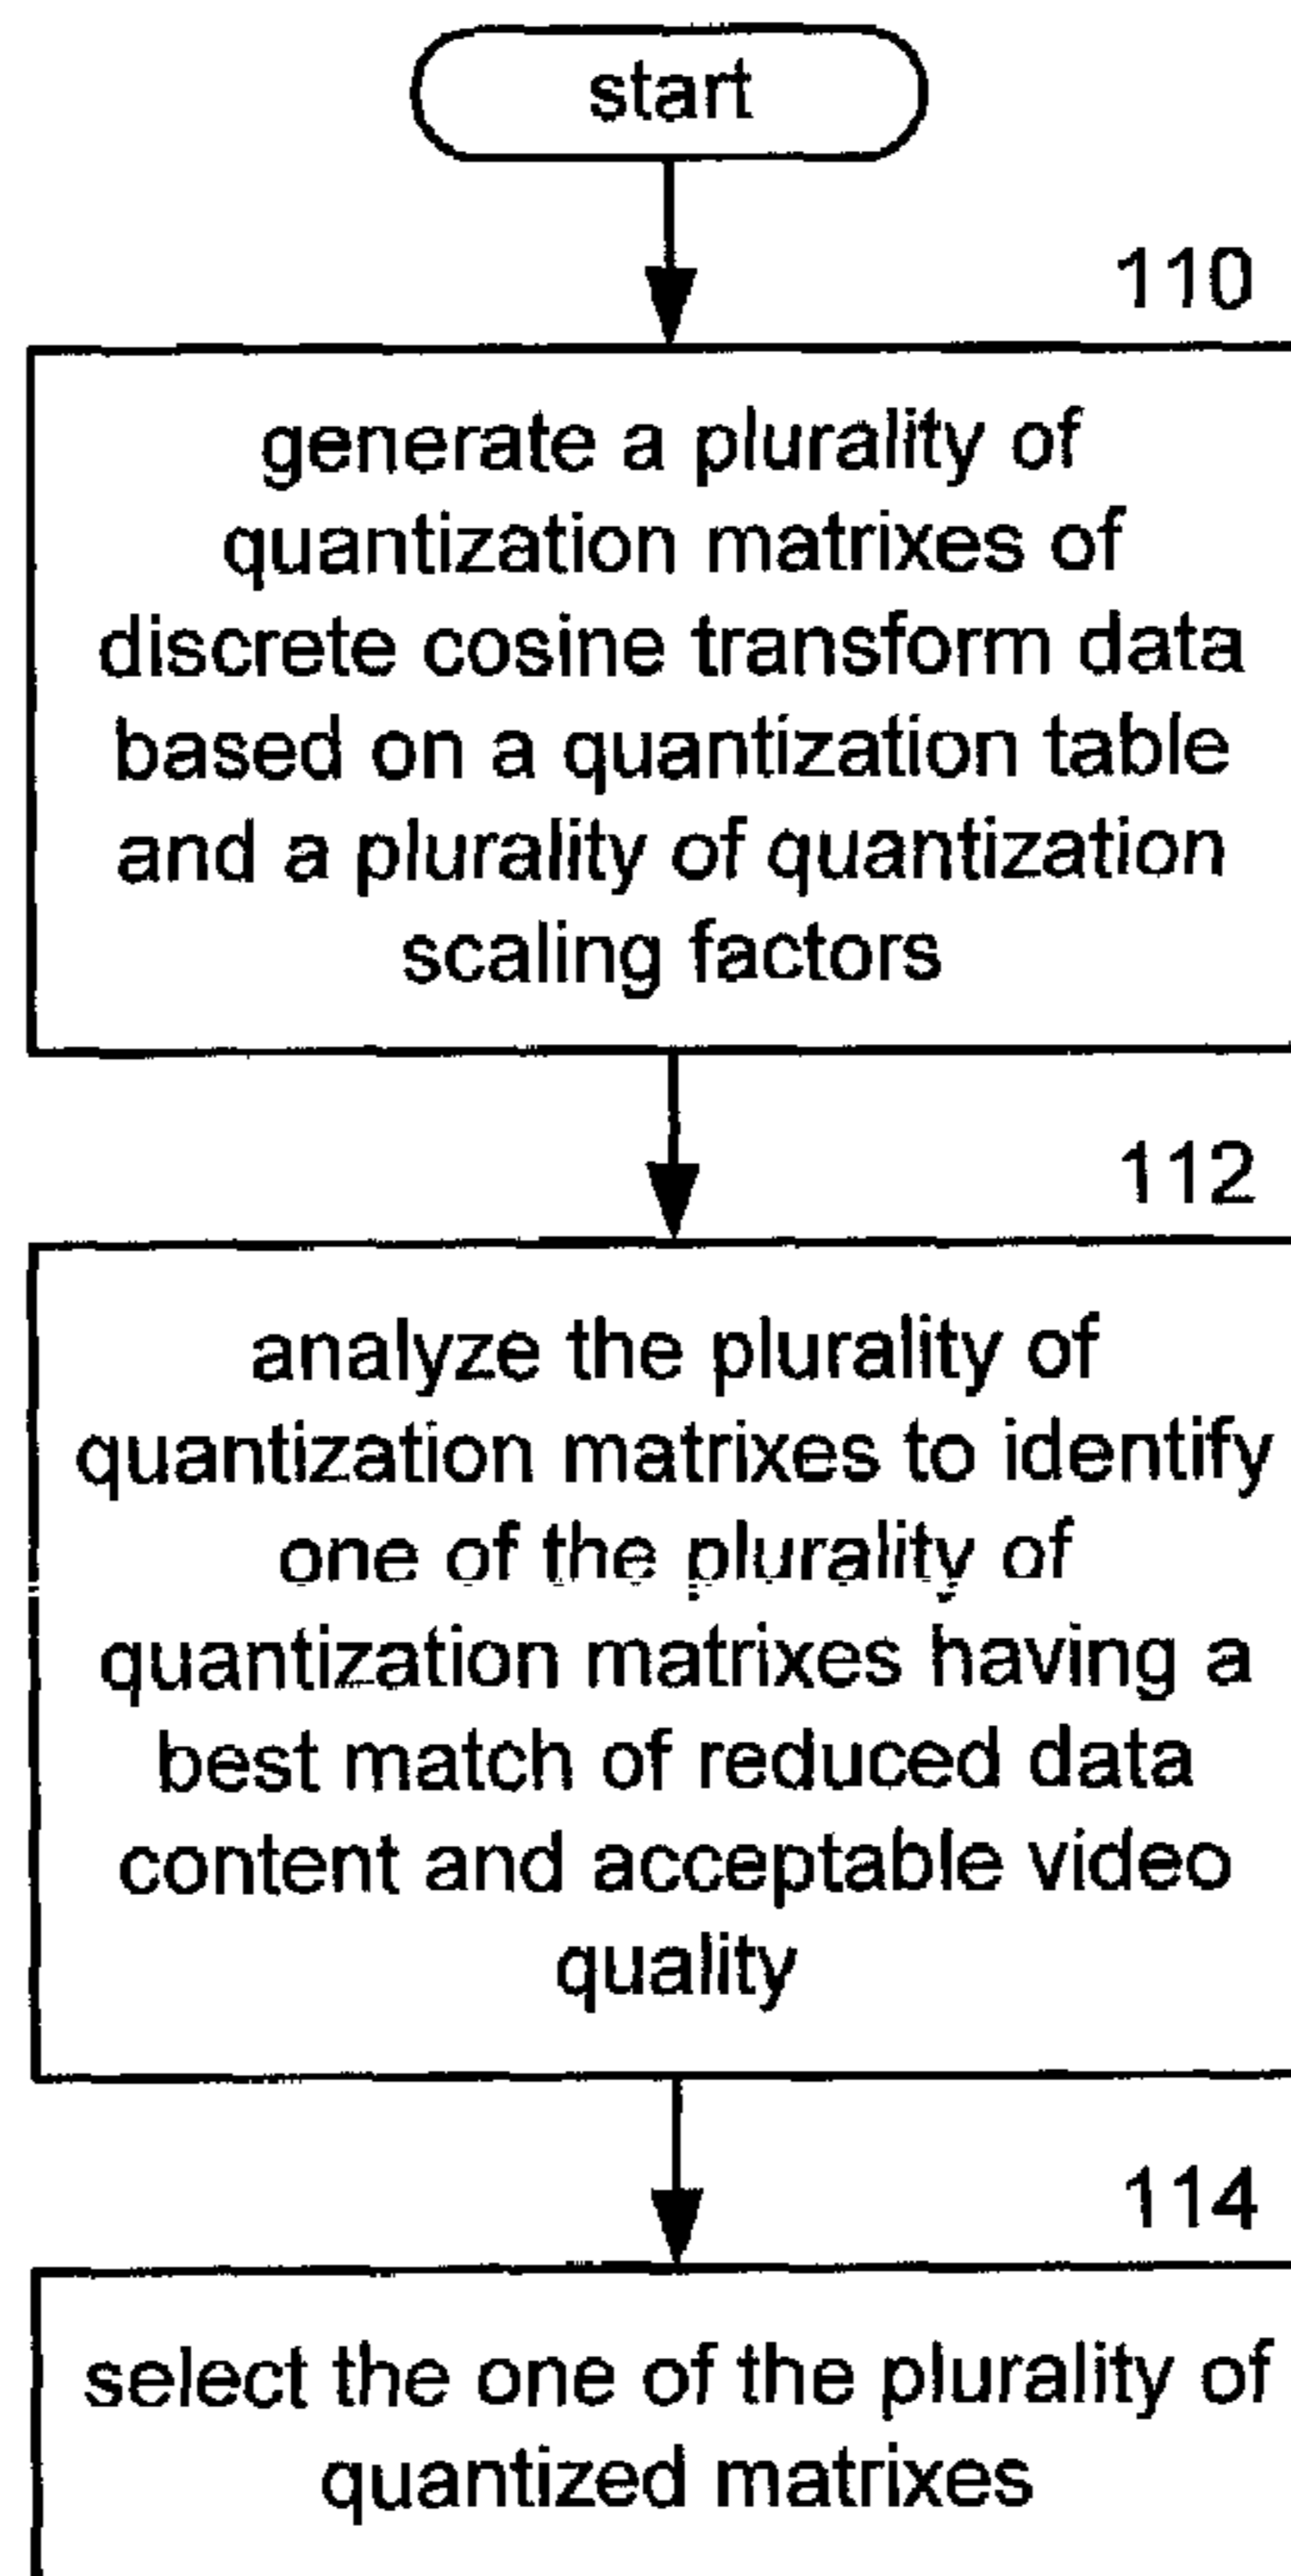 start
110
generate a plurality of
quantization matrixes of
discrete cosine transform data
based on a quantization table
and a plurality of quantization
scaling factors
112
analyze the plurality of
quantization matrixes to identify
one of the plurality of
quantization matrixes having a
best match of reduced data
content and acceptable video
quality
114
select the one of the plurality of
quantized matrixes